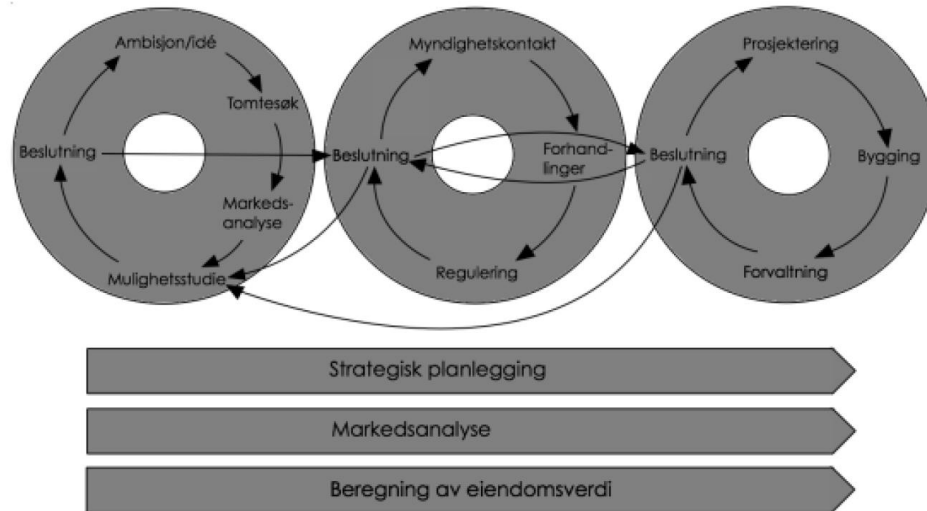 Ambisjon/idé
Tomtesøk
Markeds-
analyse
Mulighetsstudie
Beslutning
Myndighetskontakt
Forhand-
linger
Regulering
Beslutning
Prosjektering
Bygging
Forvaltning
Beslutning
Strategisk planlegging
Markedsanalyse
Beregning av eiendomsverdi